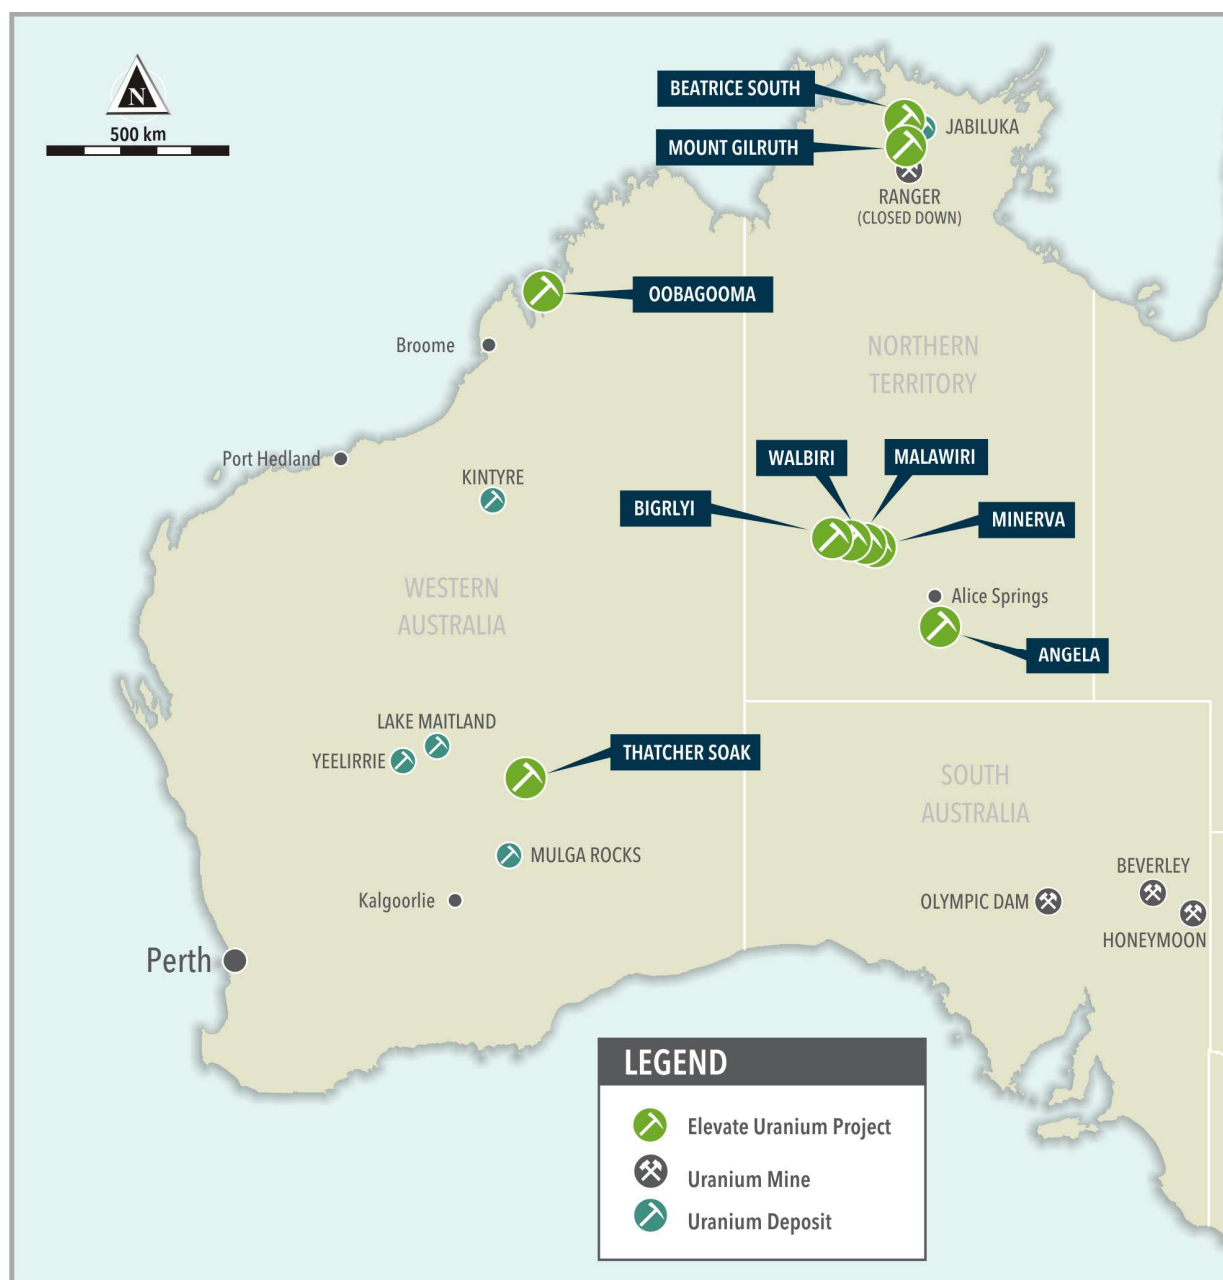 N
500 km
BEATRICE SOUTH
JABILUKA
MOUNT GILRUTH
RANGER
(CLOSED DOWN)
OOBAGOOMA
Broome
NORTHERN
TERRITORY
Port Hedland
KINTYRE
WALBIRI
MALAWIRI
BIGRLYI
MINERVA
WESTERN
AUSTRALIA
Alice Springs
ANGELA
LAKE MAITLAND
YEELIRRIE
THATCHER SOAK
SOUTH
AUSTRALIA
MULGA ROCKS
BEVERLEY
Kalgoorlie
OLYMPIC DAM
HONEYMOON
Perth
LEGEND
Elevate Uranium Project
Uranium Mine
Uranium Deposit